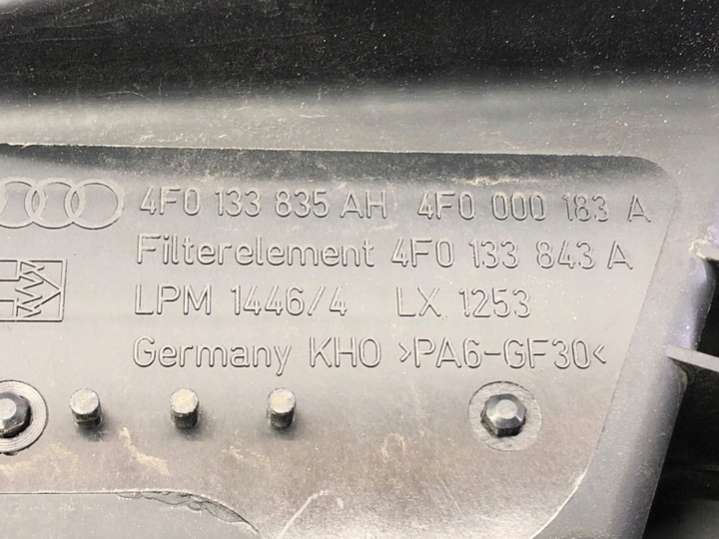 4F0 133 835 AH 4F0 000 183 A
Filterelement 4F0 133 843 A
LPM 1446/4 LX 1253
Germany KHO >PA6-GF30<